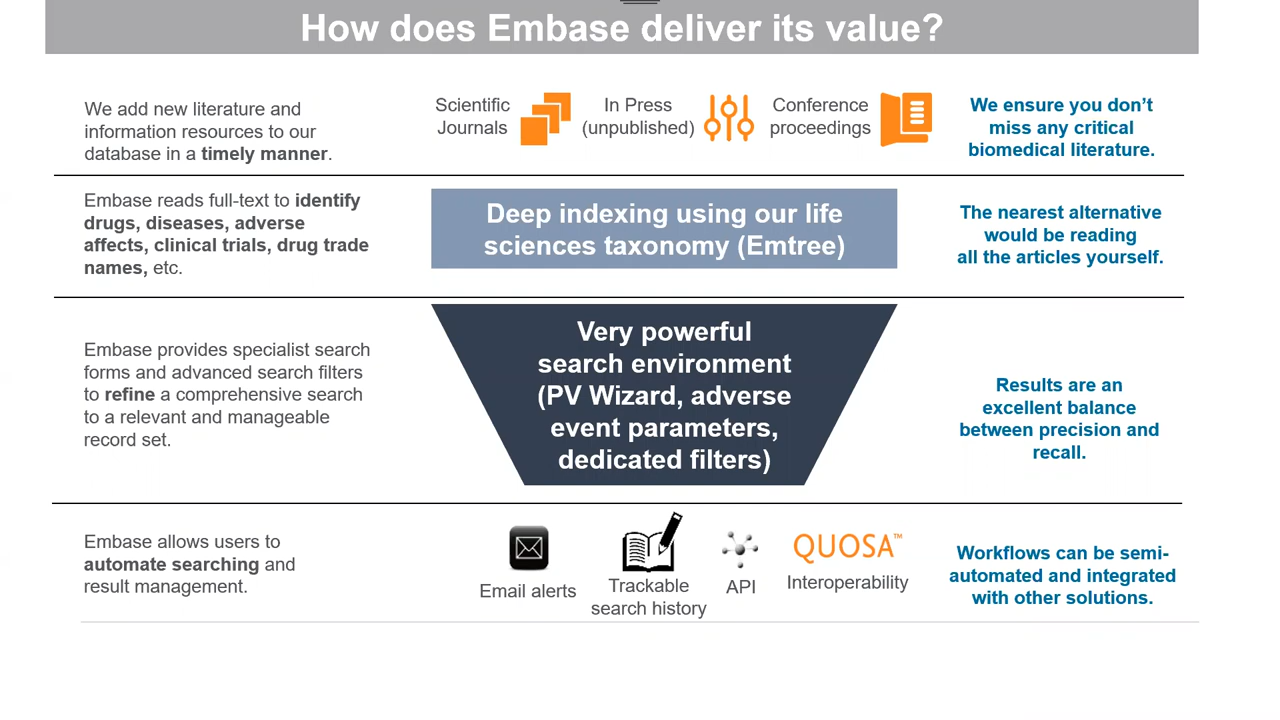 How does Embase deliver its value?
We add new literature and
information resources to our
database in a timely manner.
Scientific
Journals
In Press
(unpublished)
Conference
proceedings
We ensure you don’t
miss any critical
biomedical literature.
Embase reads full-text to identify
drugs, diseases, adverse
affects, clinical trials, drug trade
names, etc.
Deep indexing using our life
sciences taxonomy (Emtree)
The nearest alternative
would be reading
all the articles yourself.
Embase provides specialist search
forms and advanced search filters
to refine a comprehensive search
to a relevant and manageable
record set.
Very powerful
search environment
(PV Wizard, adverse
event parameters,
dedicated filters)
Results are an
excellent balance
between precision and
recall.
Embase allows users to
automate searching and
result management.
Email alerts
Trackable
search history
API
QUOSA™
Interoperability
Workflows can be semi-
automated and integrated
with other solutions.